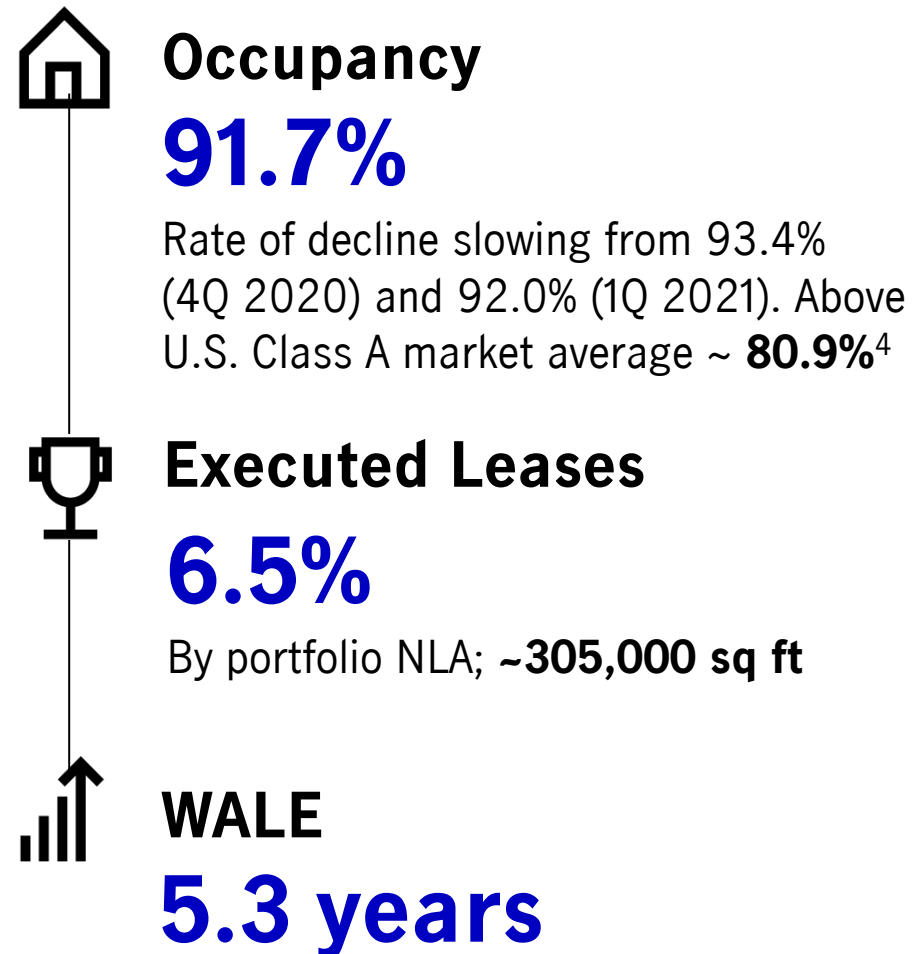 Occupancy
91.7%
Rate of decline slowing from 93.4%
(4Q 2020) and 92.0% (1Q 2021). Above
U.S. Class A market average ~ 80.9%4
Executed Leases
6.5%
By portfolio NLA; ~305,000 sq ft
WALE
5.3 years